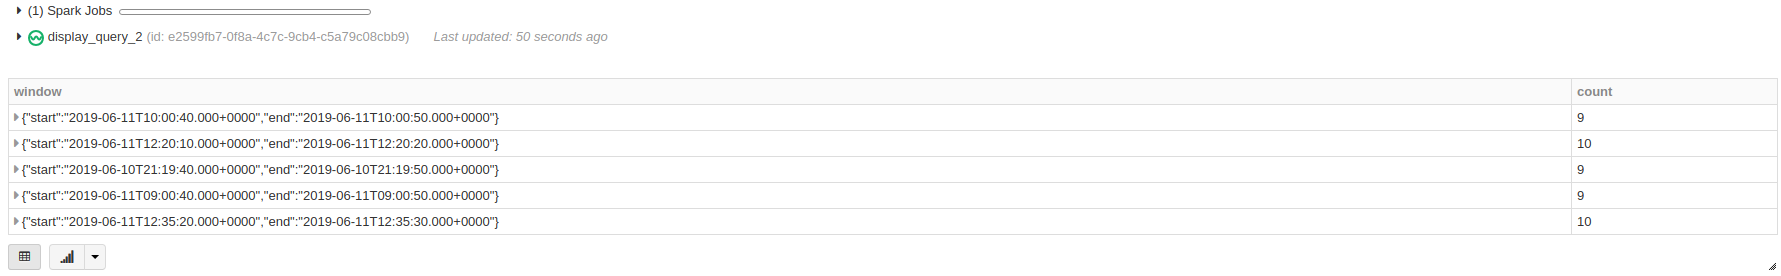 (1) Spark Jobs
display_query_2 (id: e2599fb7-0f8a-4c7c-9cb4-c5a79c08cbb9) Last updated: 50 seconds ago
window count
{"start":"2019-06-11T10:00:40.000+0000","end":"2019-06-11T10:00:50.000+0000"} 9
{"start":"2019-06-11T12:20:10.000+0000","end":"2019-06-11T12:20:20.000+0000"} 10
{"start":"2019-06-10T21:19:40.000+0000","end":"2019-06-10T21:19:50.000+0000"} 9
{"start":"2019-06-11T09:00:40.000+0000","end":"2019-06-11T09:00:50.000+0000"} 9
{"start":"2019-06-11T12:35:20.000+0000","end":"2019-06-11T12:35:30.000+0000"} 10